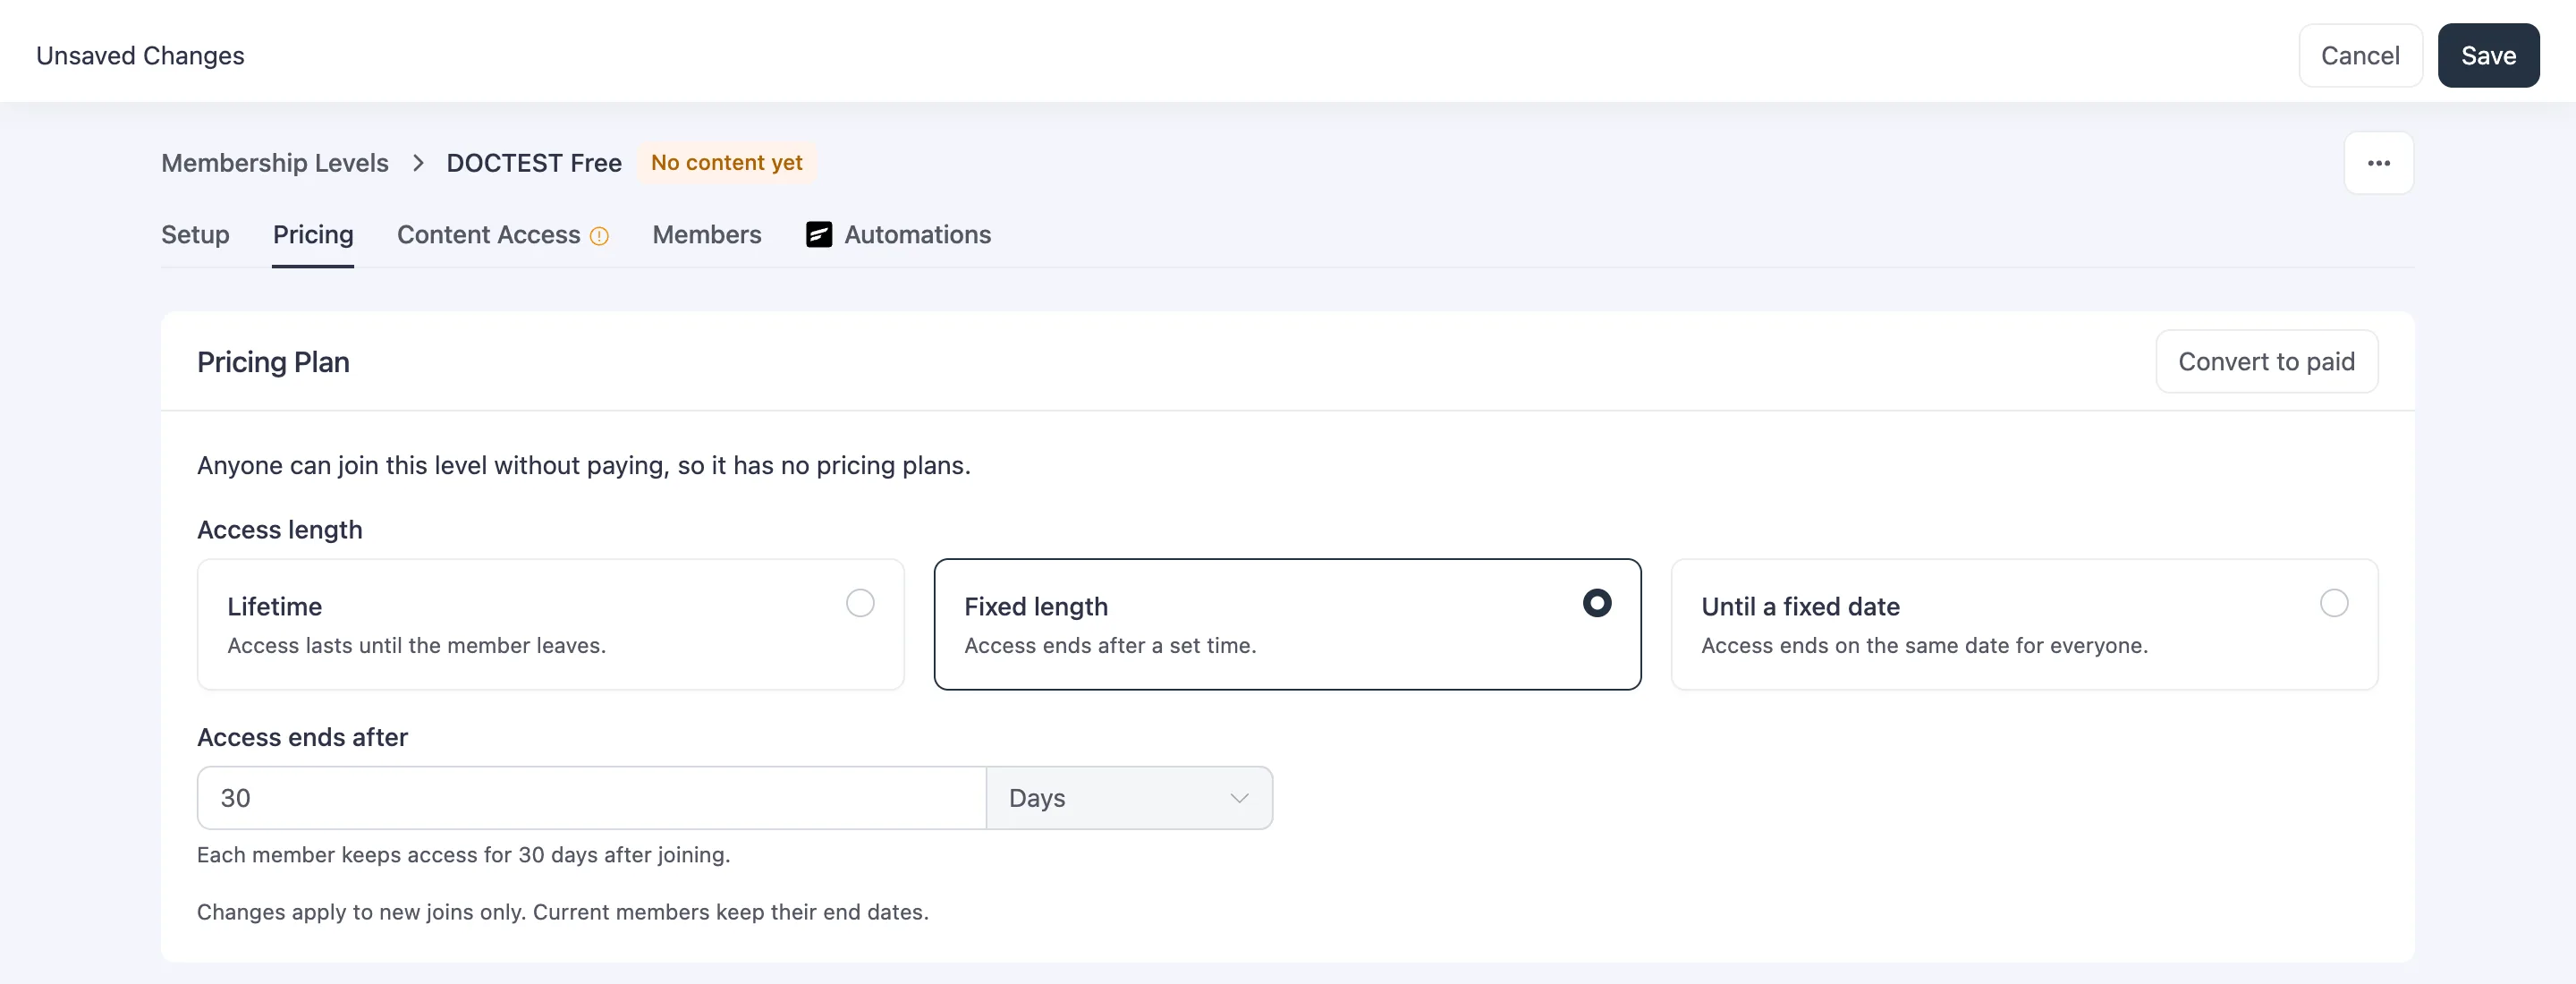 Unsaved Changes
Cancel
Save
Membership Levels > DOCTEST Free
No content yet
Setup
Pricing
Content Access
Members
Automations
Pricing Plan
Convert to paid
Anyone can join this level without paying, so it has no pricing plans.
Access length
Lifetime
Access lasts until the member leaves.
Fixed length
Access ends after a set time.
Until a fixed date
Access ends on the same date for everyone.
Access ends after
30
Days
Each member keeps access for 30 days after joining.
Changes apply to new joins only. Current members keep their end dates.